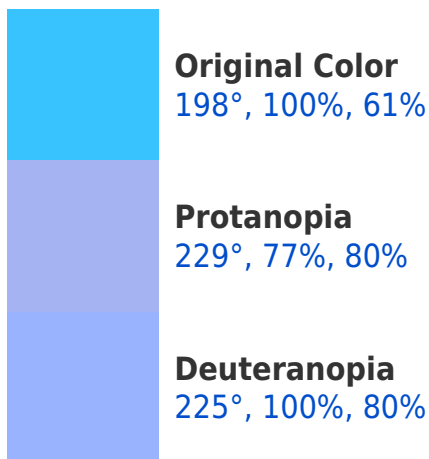 Original Color
198°, 100%, 61%
Protanopia
229°, 77%, 80%
Deuteranopia
225°, 100%, 80%